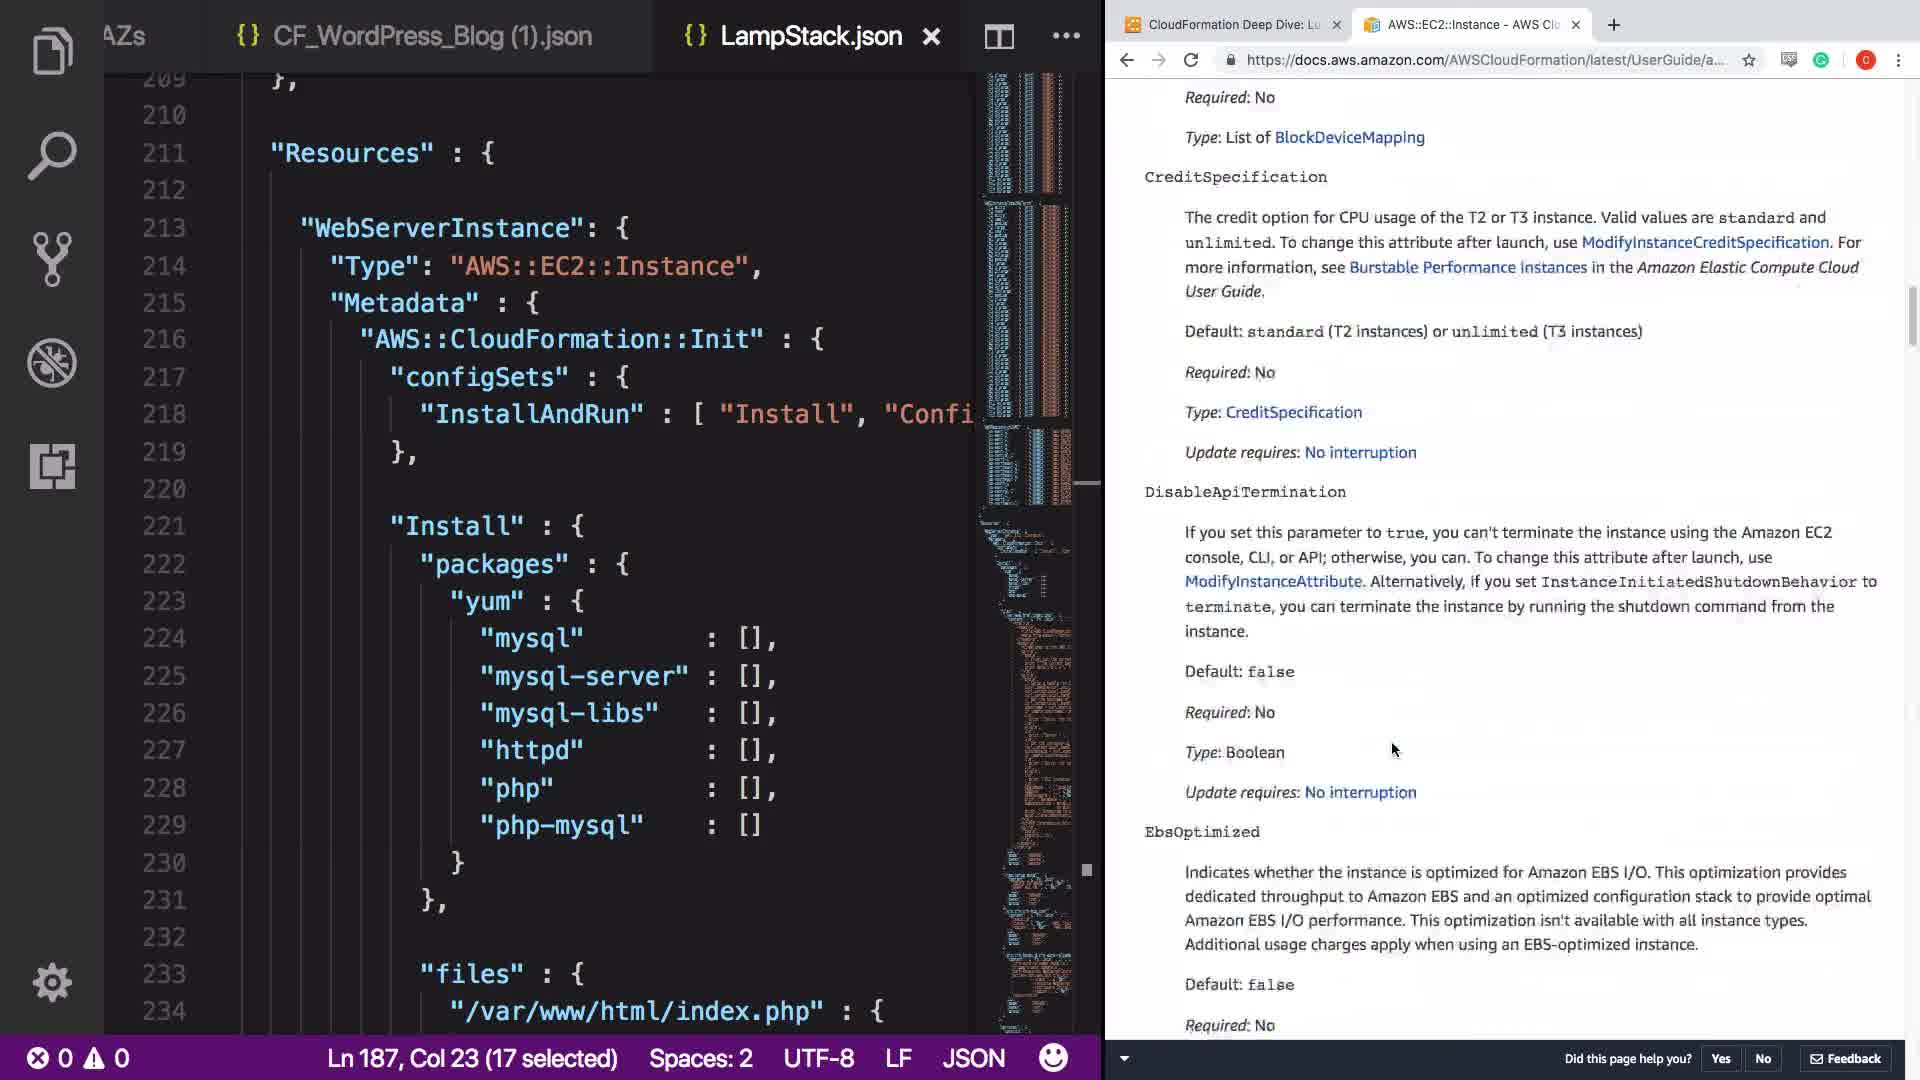 AZs
{} CF_WordPress_Blog (1).json
{} LampStack.json
209 },
210
211 "Resources" : {
212
213 "WebServerInstance": {
214 "Type": "AWS::EC2::Instance",
215 "Metadata" : {
216 "AWS::CloudFormation::Init" : {
217 "configSets" : {
218 "InstallAndRun" : [ "Install", "Confi
219 },
220
221 "Install" : {
222 "packages" : {
223 "yum" : {
224 "mysql" : [],
225 "mysql-server" : [],
226 "mysql-libs" : [],
227 "httpd" : [],
228 "php" : [],
229 "php-mysql" : []
230 }
231 },
232
233 "files" : {
234 "/var/www/html/index.php" : {
0 0 Ln 187, Col 23 (17 selected) Spaces: 2 UTF-8 LF JSON
CloudFormation Deep Dive: Lu
AWS::EC2::Instance - AWS Clo
https://docs.aws.amazon.com/AWSCloudFormation/latest/UserGuide/a...
C
Required: No
Type: List of BlockDeviceMapping
CreditSpecification
The credit option for CPU usage of the T2 or T3 instance. Valid values are standard and
unlimited. To change this attribute after launch, use ModifyInstanceCreditSpecification. For
more information, see Burstable Performance Instances in the Amazon Elastic Compute Cloud
User Guide.
Default: standard (T2 instances) or unlimited (T3 instances)
Required: No
Type: CreditSpecification
Update requires: No interruption
DisableApiTermination
If you set this parameter to true, you can't terminate the instance using the Amazon EC2
console, CLI, or API; otherwise, you can. To change this attribute after launch, use
ModifyInstanceAttribute. Alternatively, if you set InstanceInitiatedShutdownBehavior to
terminate, you can terminate the instance by running the shutdown command from the
instance.
Default: false
Required: No
Type: Boolean
Update requires: No interruption
EbsOptimized
Indicates whether the instance is optimized for Amazon EBS I/O. This optimization provides
dedicated throughput to Amazon EBS and an optimized configuration stack to provide optimal
Amazon EBS I/O performance. This optimization isn't available with all instance types.
Additional usage charges apply when using an EBS-optimized instance.
Default: false
Required: No
Did this page help you? Yes No Feedback